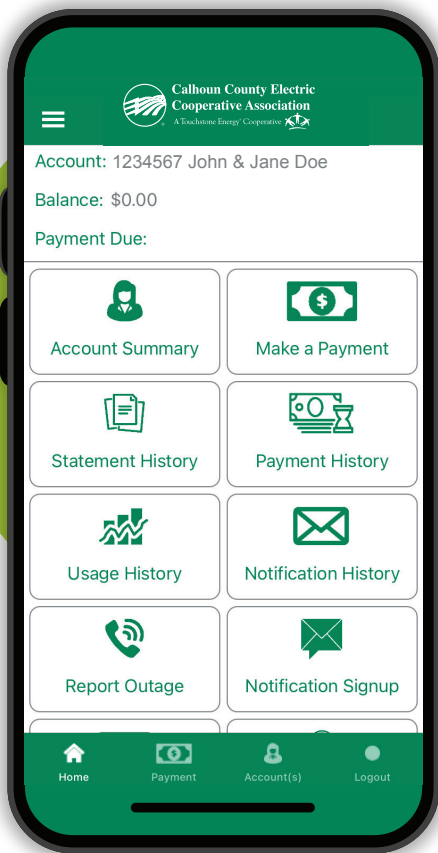 Calhoun County Electric
Cooperative Association
A Touchstone Energy® Cooperative
Account: 1234567 John & Jane Doe
Balance: $0.00
Payment Due:
Account Summary
Make a Payment
Statement History
Payment History
Usage History
Notification History
Report Outage
Notification Signup
Home
Payment
Account(s)
Logout